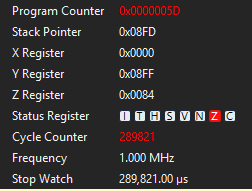 Program Counter 0x0000005D
Stack Pointer 0x08FD
X Register 0x0000
Y Register 0x08FF
Z Register 0x0084
Status Register I T H S V N Z C
Cycle Counter 289821
Frequency 1.000 MHz
Stop Watch 289,821.00 µs